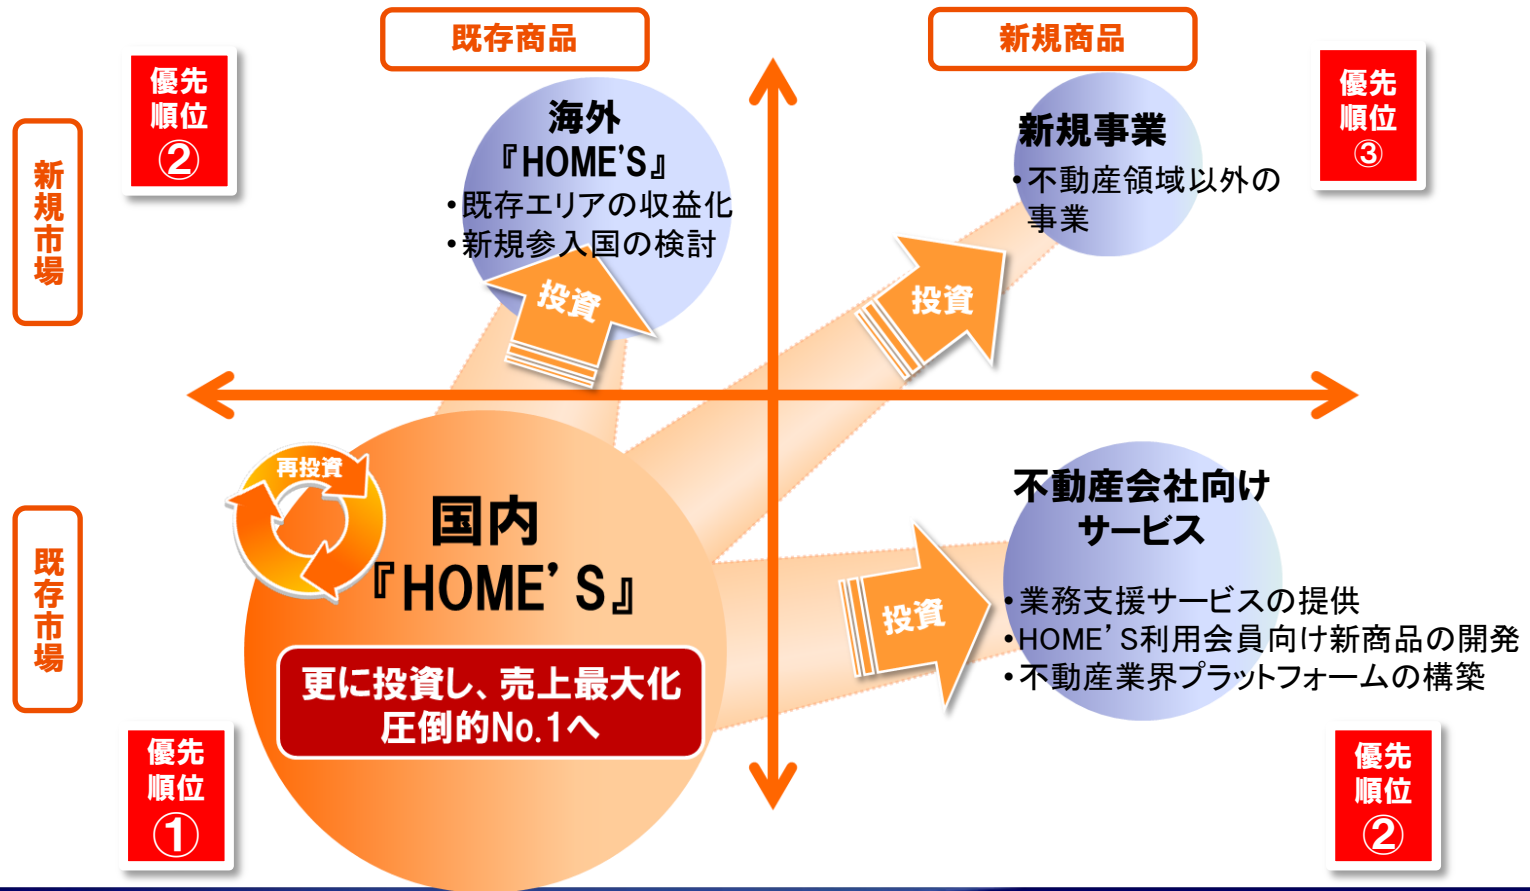 既存商品
新規商品
優先
順位
②
海外
『HOME'S』
・既存エリアの収益化
・新規参入国の検討
新規事業
・不動産領域以外の
事業
優先
順位
③
新規市場
投資
投資
再投資
国内
『HOME’S』
更に投資し、売上最大化
圧倒的No.1へ
既存市場
投資
不動産会社向け
サービス
・業務支援サービスの提供
・HOME’S利用会員向け新商品の開発
・不動産業界プラットフォームの構築
優先
順位
①
優先
順位
②